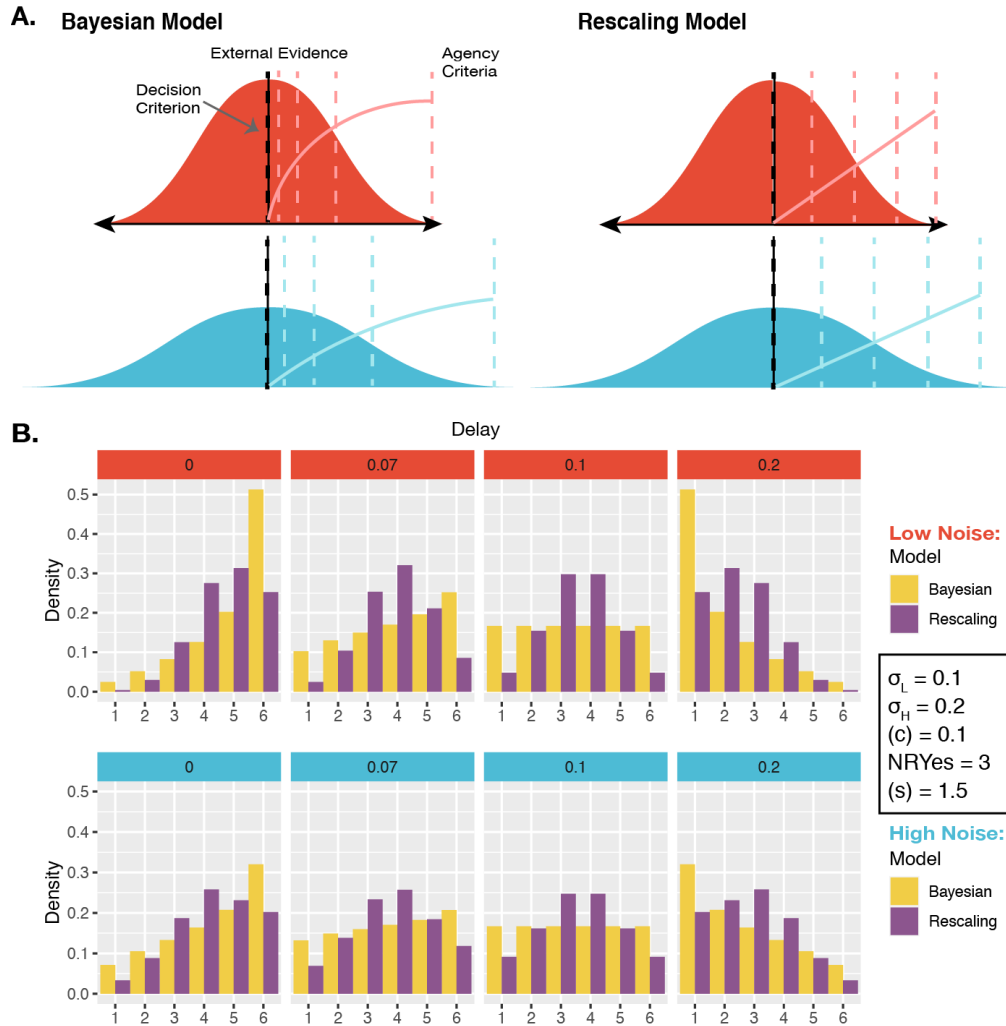 A.
Bayesian Model
Rescaling Model
External Evidence
Agency
Criteria
Decision
Criterion
B.
Delay
0
0.07
0.1
0.2
Density
0.5
0.4
0.3
0.2
0.1
0.0
1 2 3 4 5 6
1 2 3 4 5 6
1 2 3 4 5 6
1 2 3 4 5 6
Low Noise:
Model
Bayesian
Rescaling
σL = 0.1
σH = 0.2
(c) = 0.1
NRYes = 3
(s) = 1.5
0
0.07
0.1
0.2
Density
0.5
0.4
0.3
0.2
0.1
0.0
1 2 3 4 5 6
1 2 3 4 5 6
1 2 3 4 5 6
1 2 3 4 5 6
High Noise:
Model
Bayesian
Rescaling